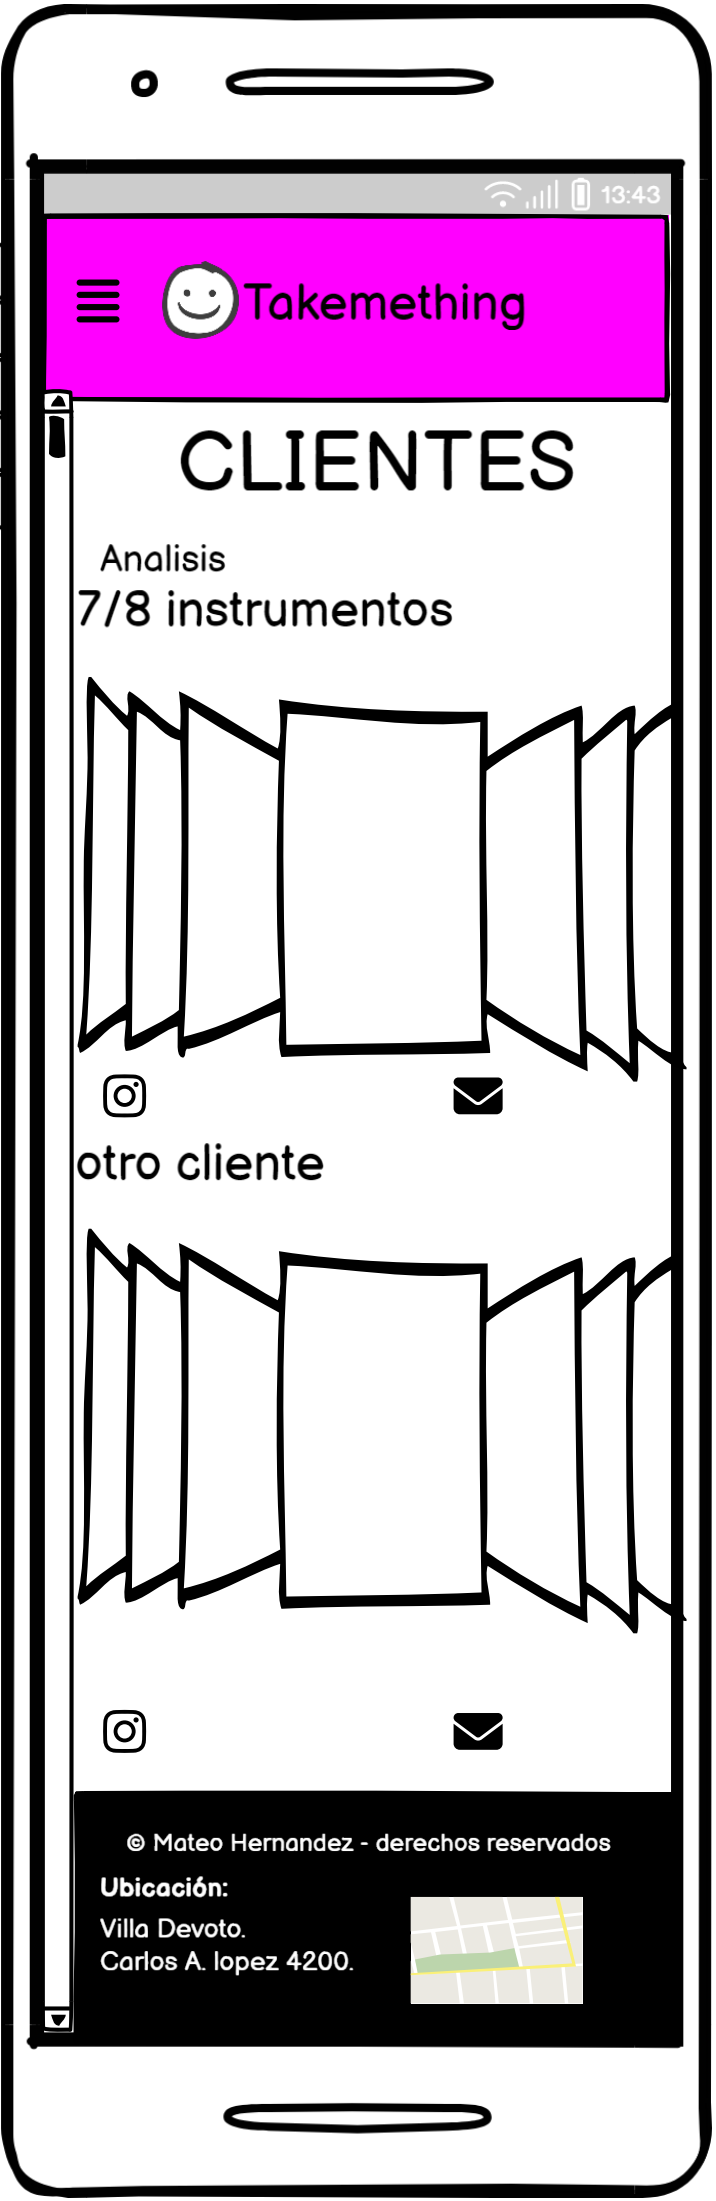 13:43
Takemething
CLIENTES
Analisis
7/8 instrumentos
otro cliente
© Mateo Hernandez - derechos reservados
Ubicación:
Villa Devoto.
Carlos A. lopez 4200.